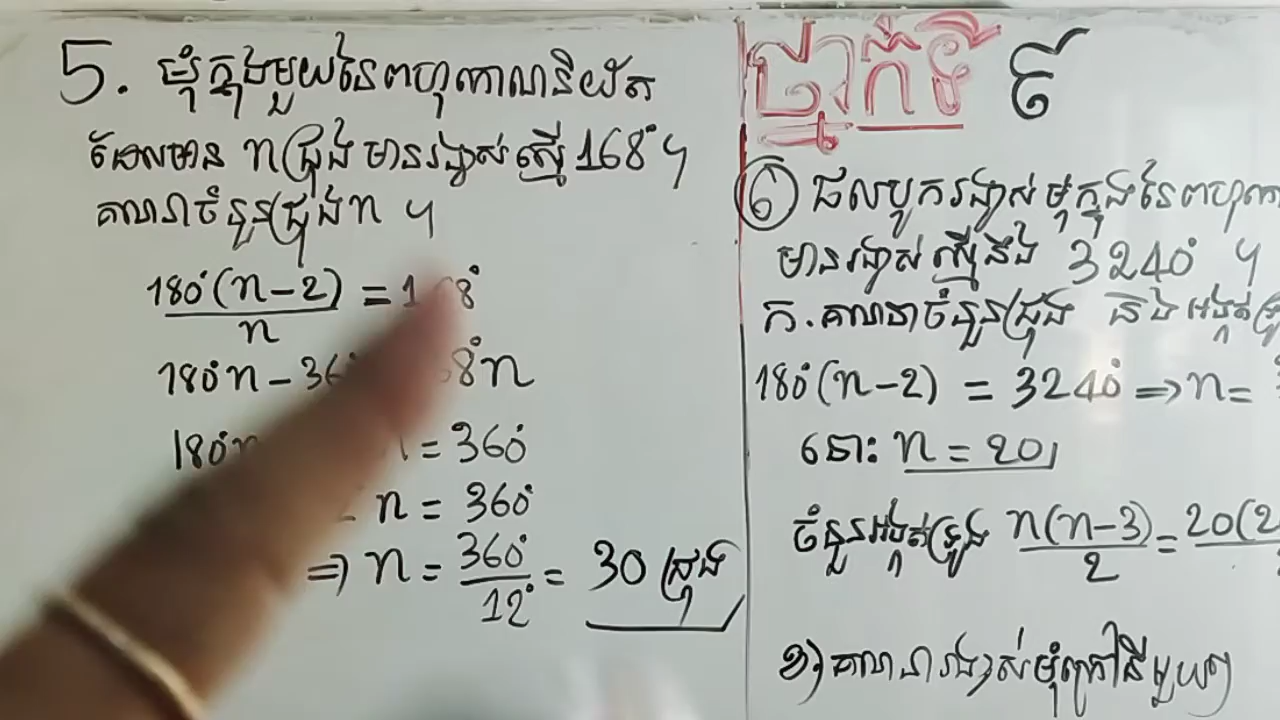 5. មុំក្នុងមួយនៃពហុកោណនិយ័ត
ដែលមាន n ជ្រុង មានរង្វាស់ស្មើ 168° ។
គណនាចំនួនជ្រុង n ។
180°(n-2)/n = 1 8°
180°n - 36 8°n
180°n = 360°
n = 360°
⇒ n = 360°/12° = 30 ជ្រុង
ថ្នាក់ទី ៩
6 ផលបូករង្វាស់មុំក្នុងនៃពហុកោ
មានរង្វាស់ស្មើនឹង 3240° ។
ក. គណនាចំនួនជ្រុង និង អង្កត់ទ្រូ
180°(n-2) = 3240° ⇒ n =
នោះ n = 20
ចំនួនអង្កត់ទ្រូង n(n-3)/2 = 20(2
ខ) គណនារង្វាស់មុំក្រៅនីមួយៗ